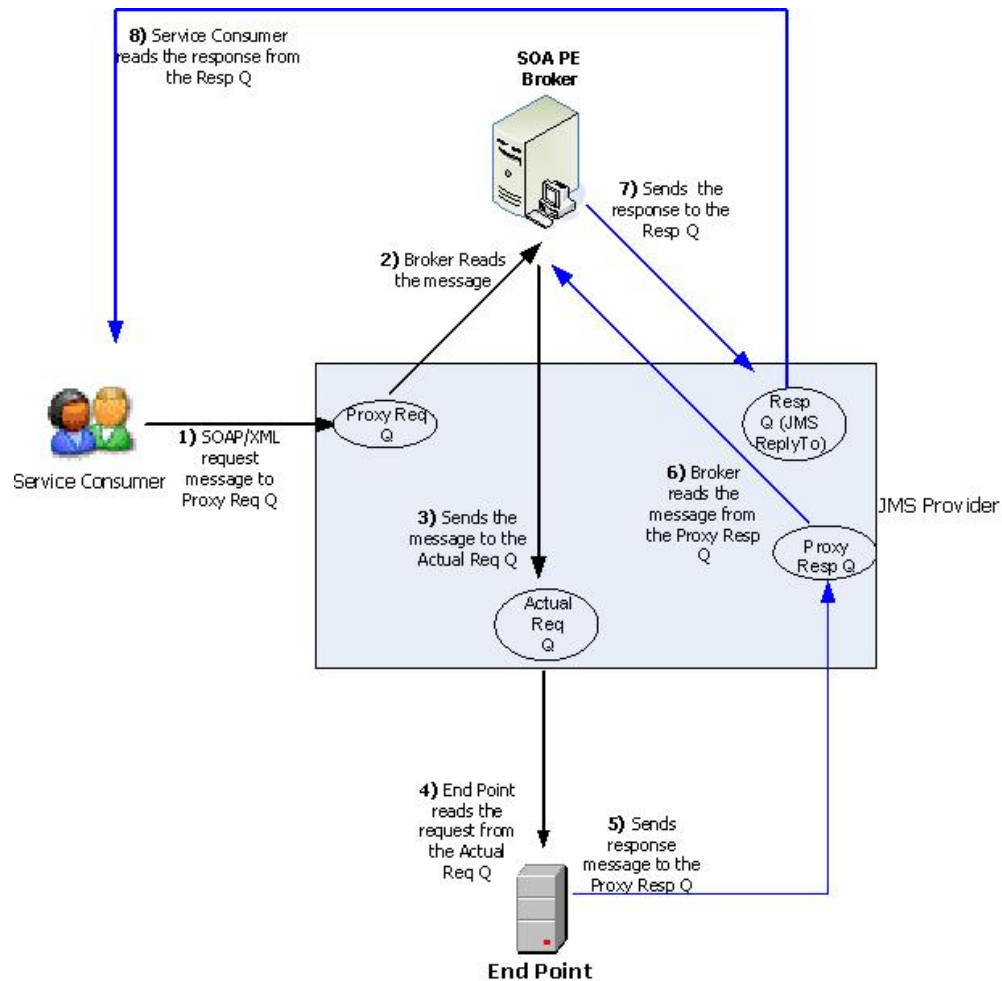 8) Service Consumer
reads the response from
the Resp Q
SOA PE
Broker
7) Sends the
response to the
Resp Q
2) Broker Reads
the message
Proxy Req
Q
Resp
Q (JMS
ReplyTo)
1) SOAP/XML
request
message to
Proxy Req Q
Service Consumer
6) Broker
reads the
message from
the Proxy Resp
Q
JMS Provider
3) Sends the
message to the
Actual Req Q
Proxy
Resp Q
Actual
Req
Q
4) End Point
reads the
request from
the Actual
Req Q
5) Sends
response
message to the
Proxy Resp Q
End Point